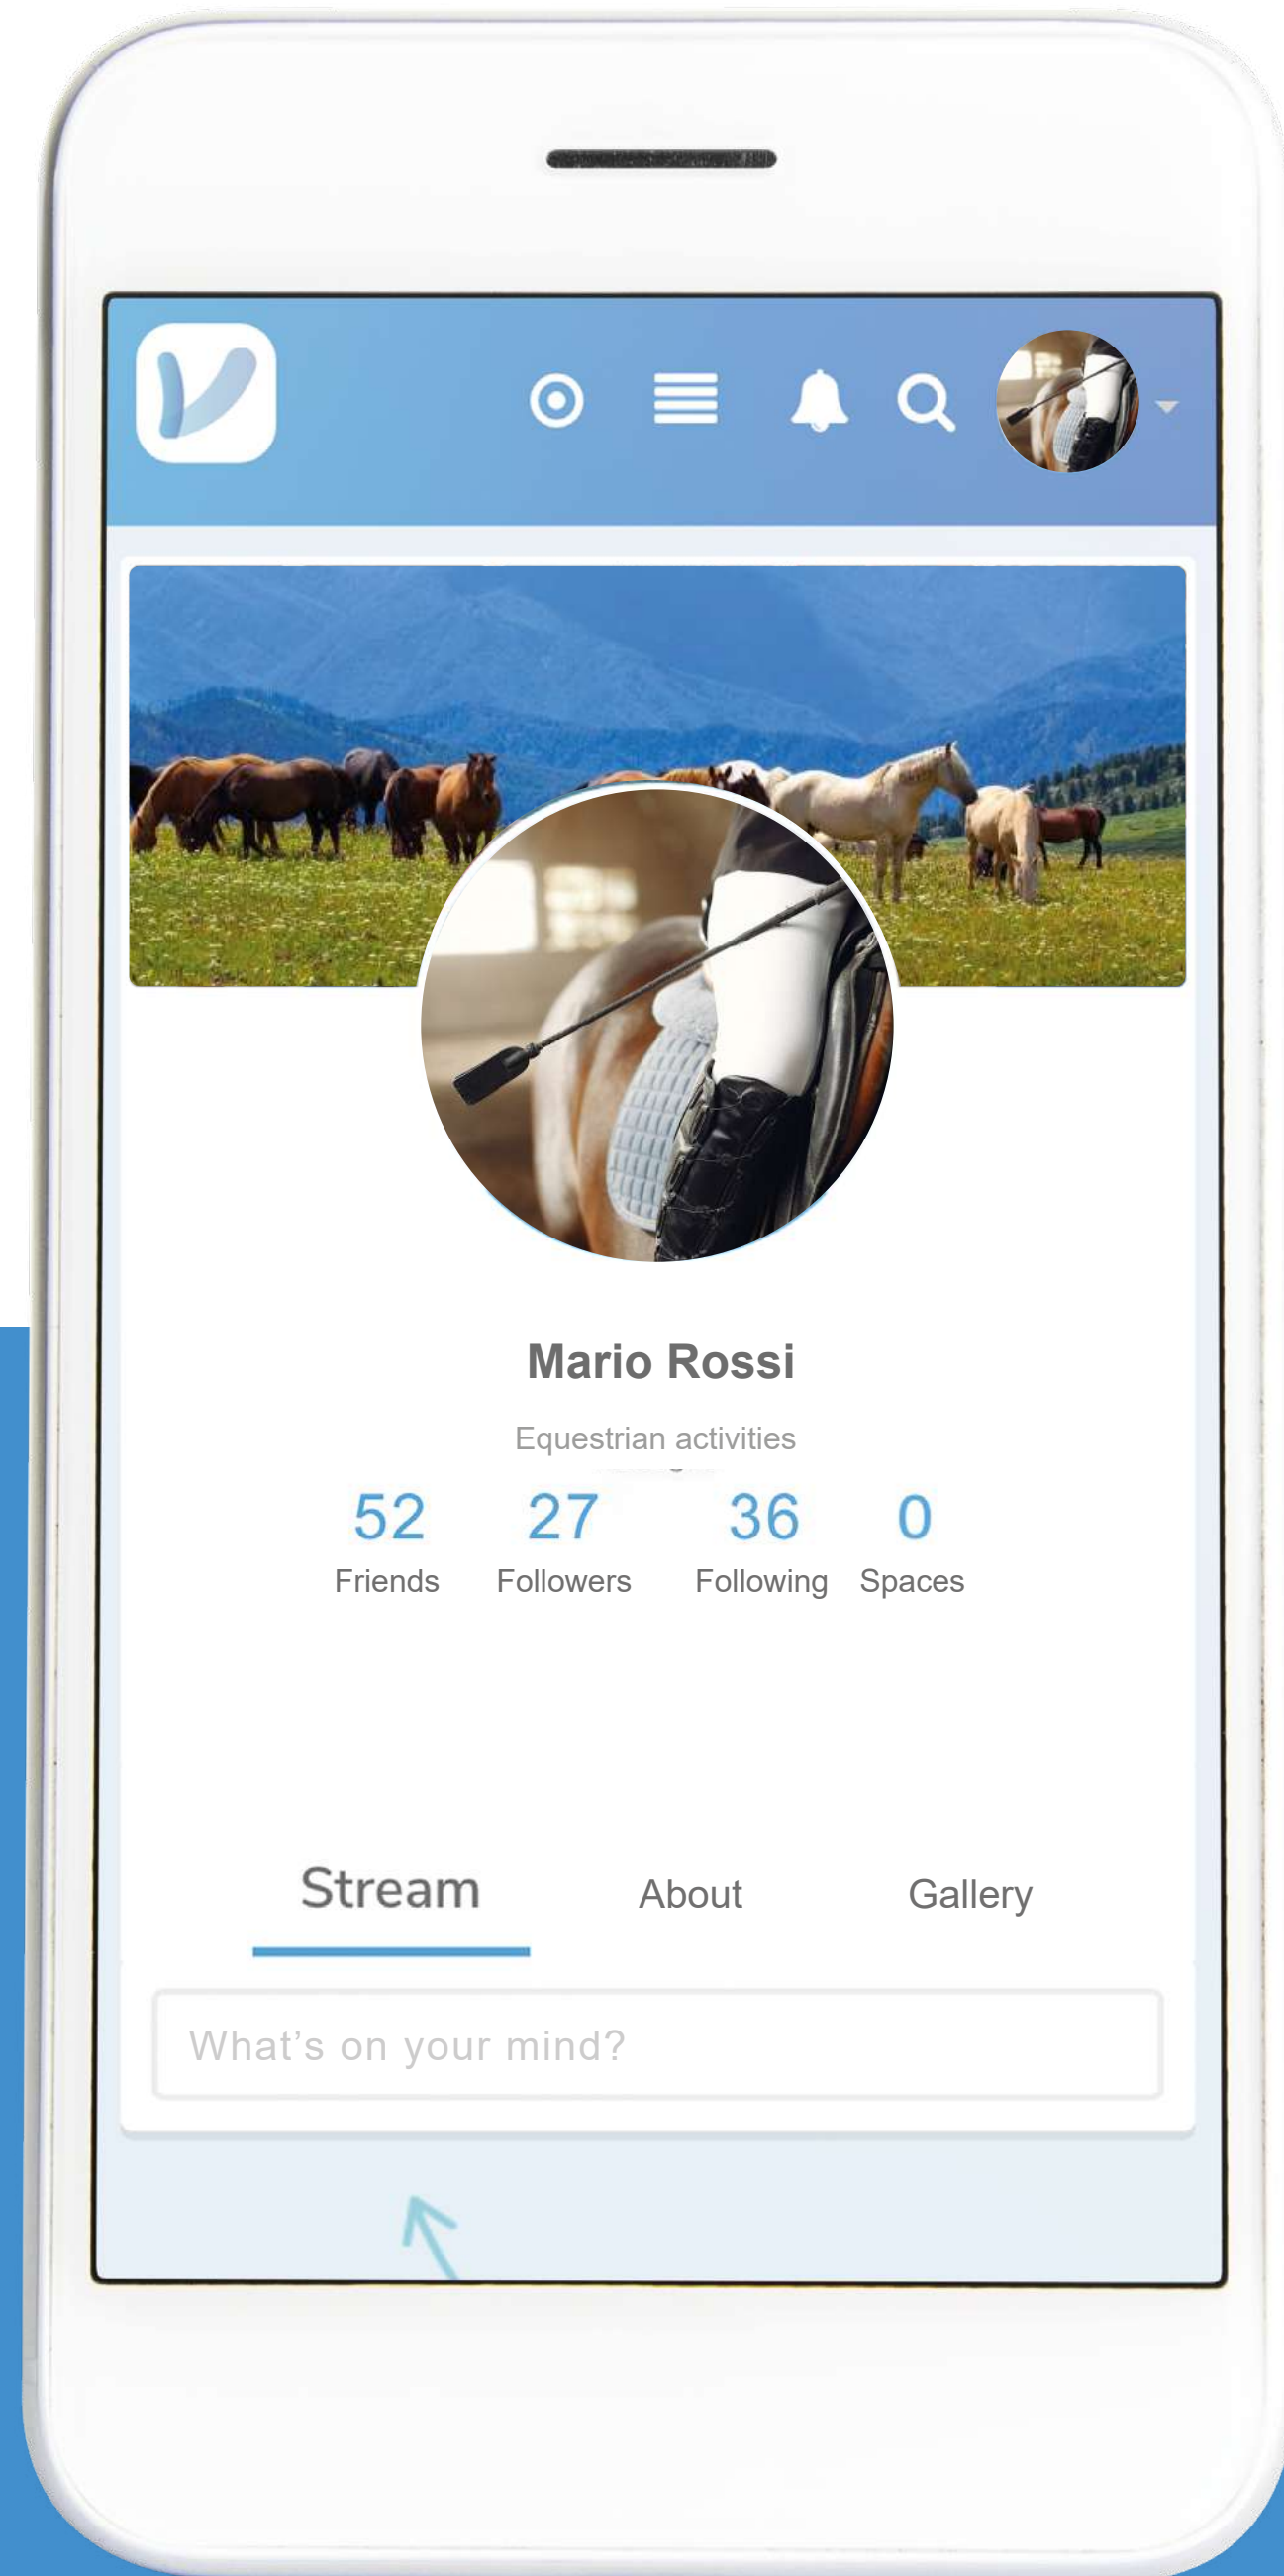 Mario Rossi
Equestrian activities
52 27 36 0
Friends Followers Following Spaces
Stream About Gallery
What’s on your mind?